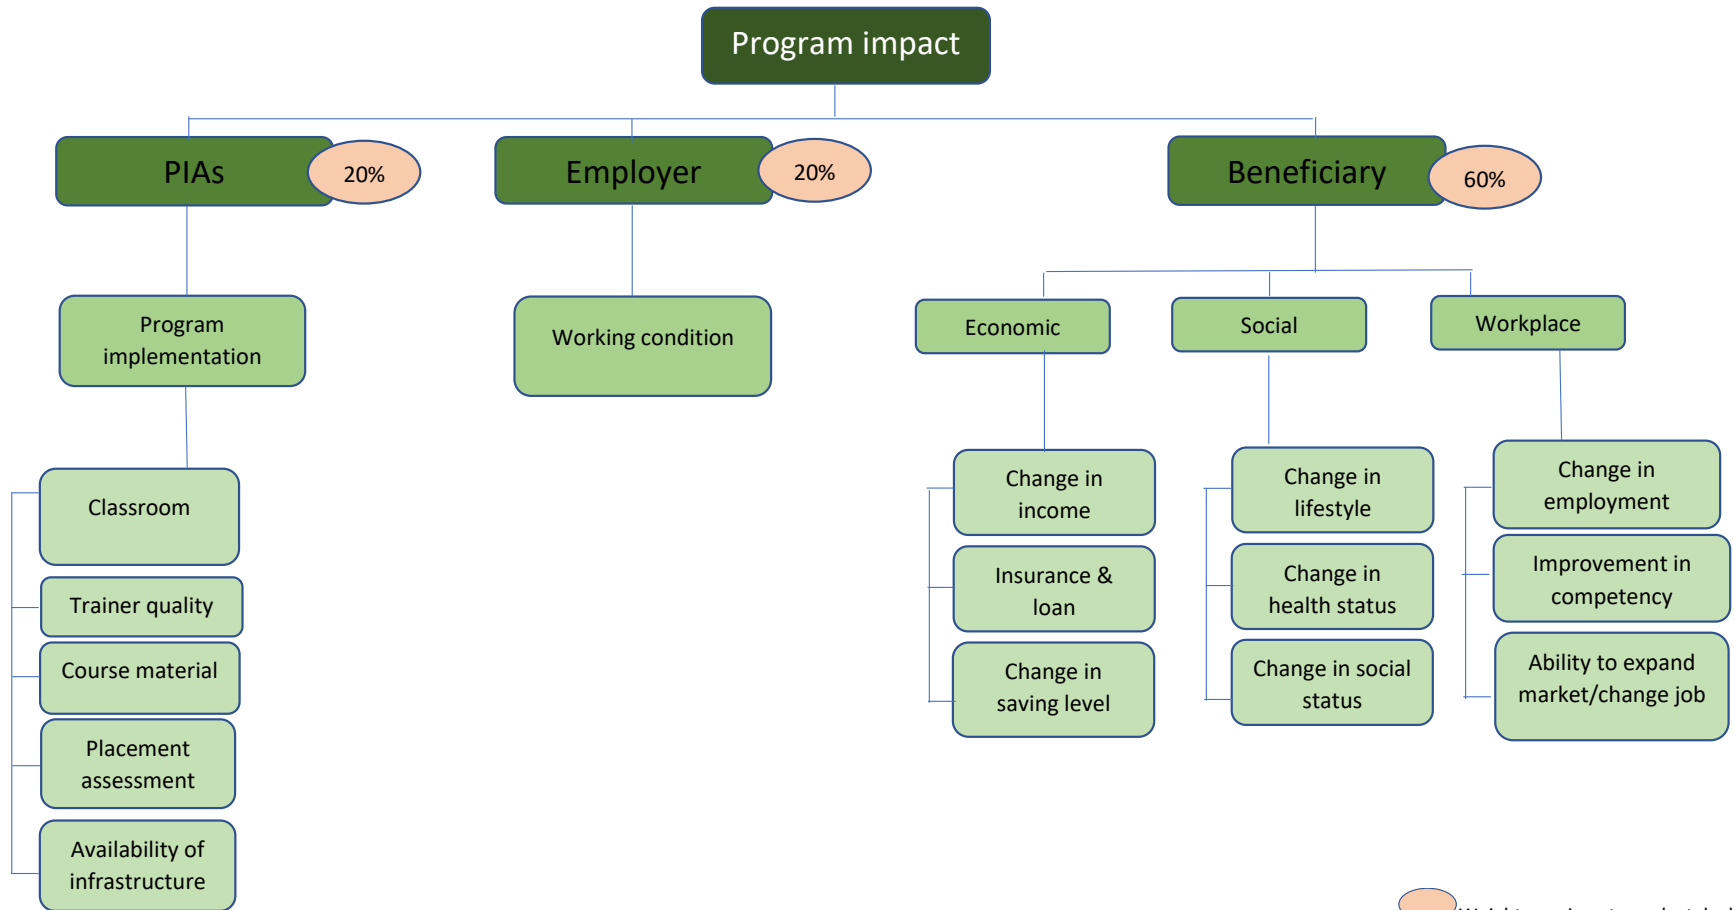 Program impact
PIAs
20%
Employer
20%
Beneficiary
60%
Program
implementation
Working condition
Economic
Social
Workplace
Classroom
Trainer quality
Course material
Placement
assessment
Availability of
infrastructure
Change in
income
Insurance &
loan
Change in
saving level
Change in
lifestyle
Change in
health status
Change in social
status
Change in
employment
Improvement in
competency
Ability to expand
market/change job